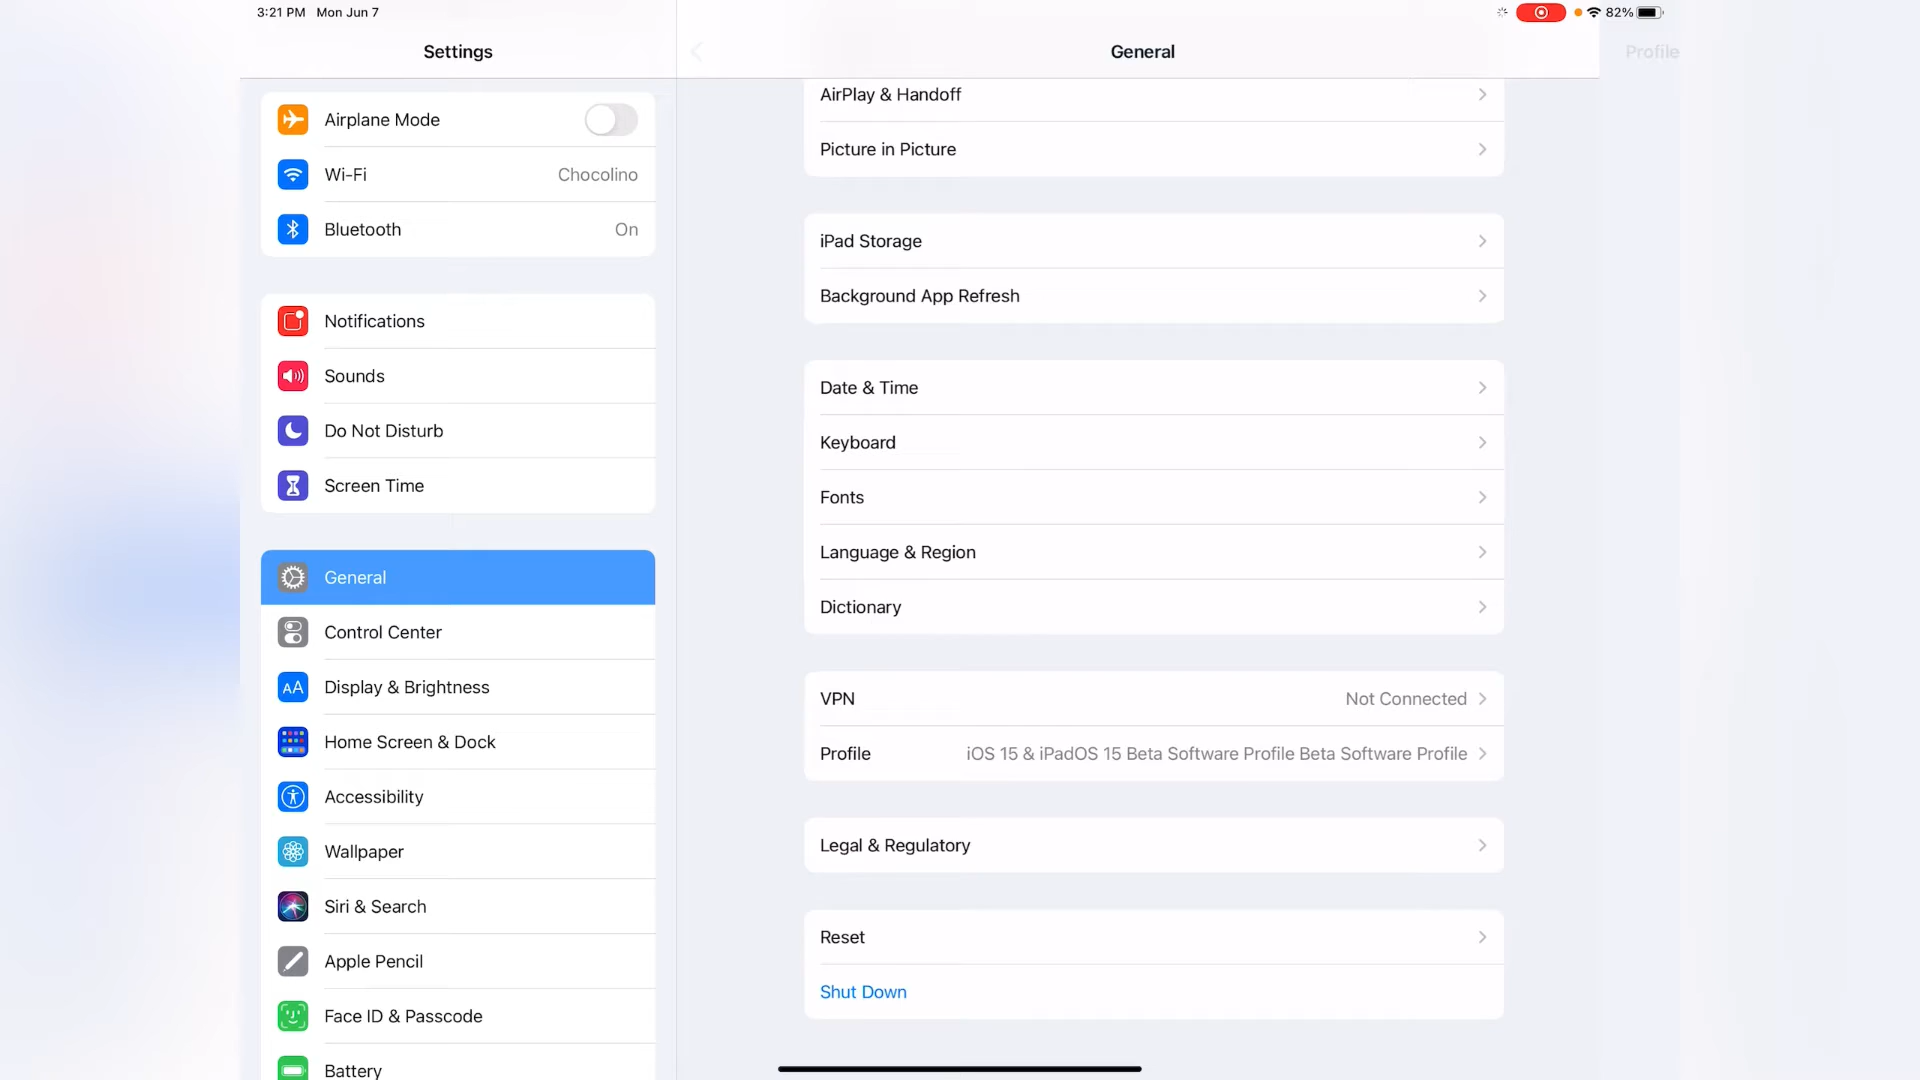 3:21 PM Mon Jun 7
82%
Settings
General
Profile
Airplane Mode
Wi-Fi Chocolino
Bluetooth On
Notifications
Sounds
Do Not Disturb
Screen Time
General
Control Center
Display & Brightness
Home Screen & Dock
Accessibility
Wallpaper
Siri & Search
Apple Pencil
Face ID & Passcode
Battery
AirPlay & Handoff
Picture in Picture
iPad Storage
Background App Refresh
Date & Time
Keyboard
Fonts
Language & Region
Dictionary
VPN Not Connected
Profile iOS 15 & iPadOS 15 Beta Software Profile Beta Software Profile
Legal & Regulatory
Reset
Shut Down